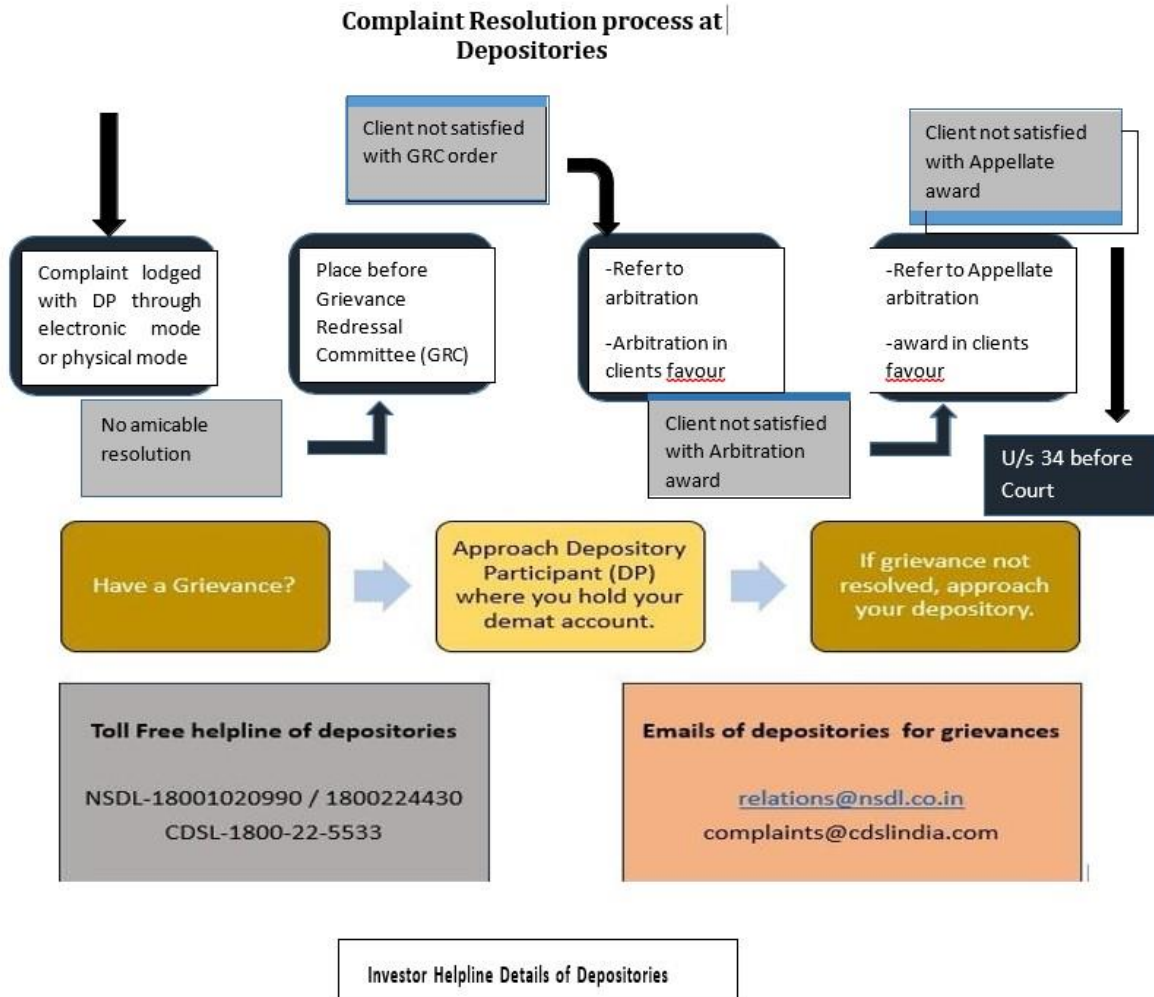 Complaint Resolution process at
Depositories
Client not satisfied
with GRC order
Client not satisfied
with Appellate
award
Complaint lodged
with DP through
electronic mode
or physical mode
Place before
Grievance
Redressal
Committee (GRC)
-Refer to
arbitration
-Arbitration in
clients favour
-Refer to Appellate
arbitration
-award in clients
favour
No amicable
resolution
Client not satisfied
with Arbitration
award
U/s 34 before
Court
Have a Grievance?
Approach Depository
Participant (DP)
where you hold your
demat account.
If grievance not
resolved, approach
your depository.
Toll Free helpline of depositories
NSDL-18001020990 / 1800224430
CDSL-1800-22-5533
Emails of depositories for grievances
relations@nsdl.co.in
complaints@cdslindia.com
Investor Helpline Details of Depositories